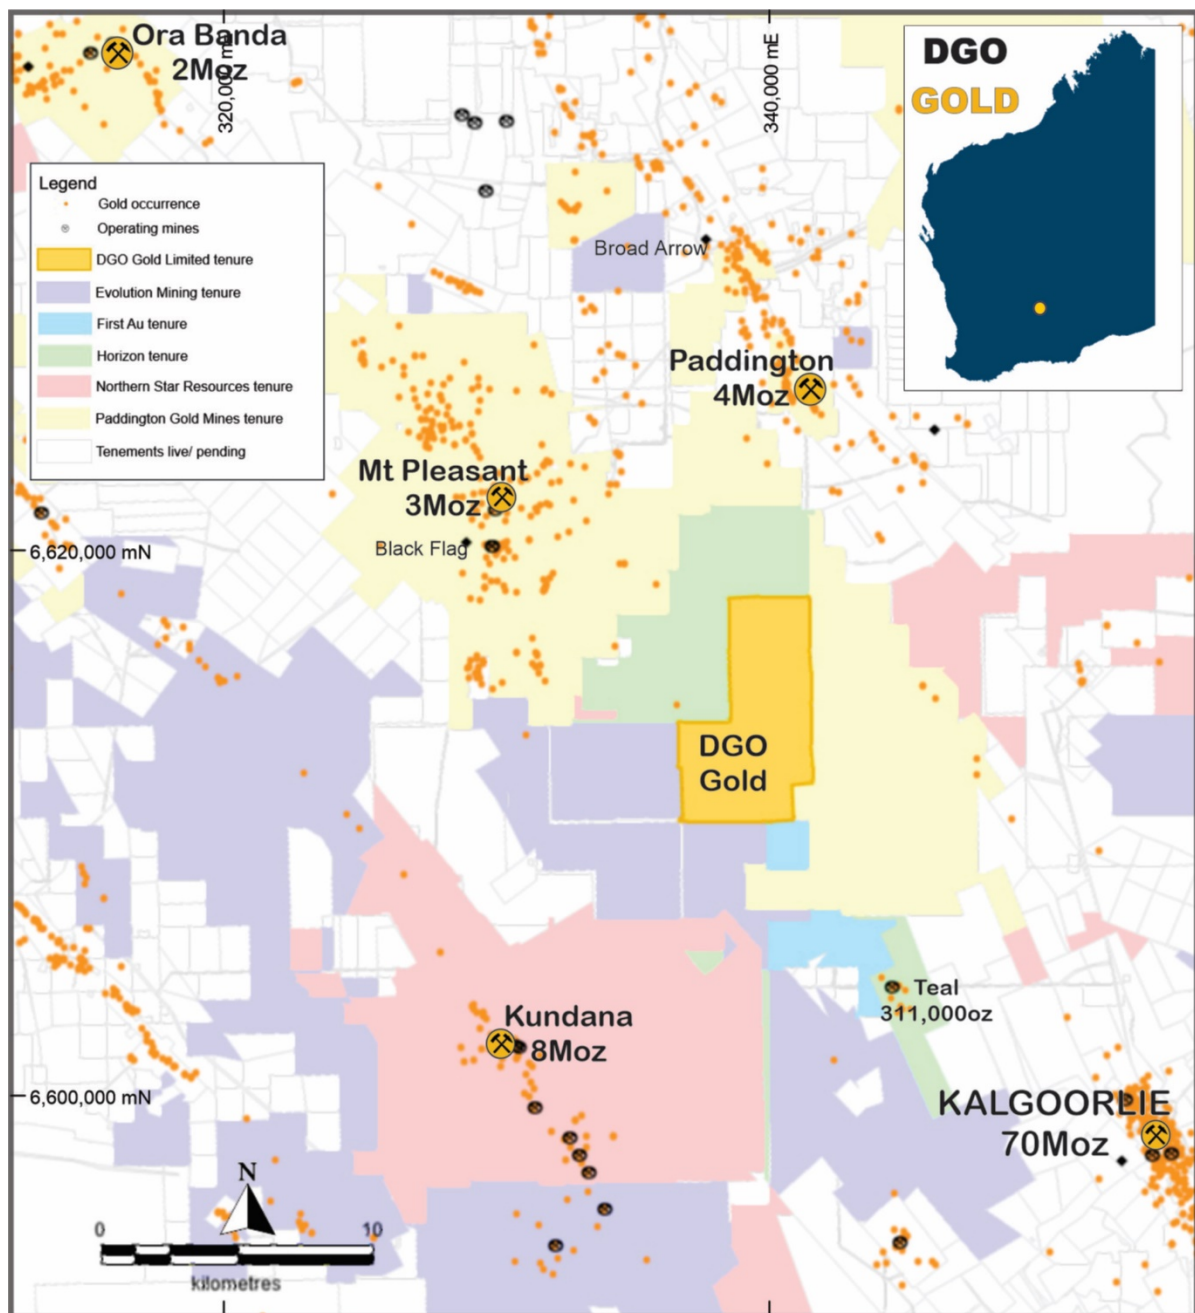 Ora Banda
2Moz
320,000 mE
340,000 mE
DGO
GOLD
Legend
Gold occurrence
Operating mines
DGO Gold Limited tenure
Evolution Mining tenure
First Au tenure
Horizon tenure
Northern Star Resources tenure
Paddington Gold Mines tenure
Tenements live/ pending
Broad Arrow
Paddington
4Moz
Mt Pleasant
3Moz
Black Flag
6,620,000 mN
DGO
Gold
Teal
311,000oz
Kundana
8Moz
6,600,000 mN
KALGOORLIE
70Moz
N
0 10
kilometres